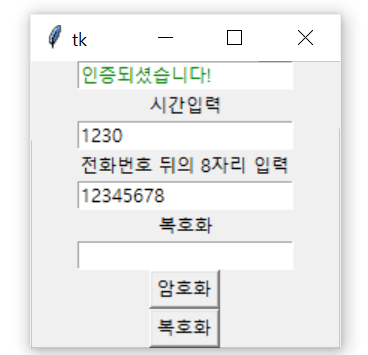 tk
인증되셨습니다!
시간입력
1230
전화번호 뒤의 8자리 입력
12345678
복호화
암호화
복호화